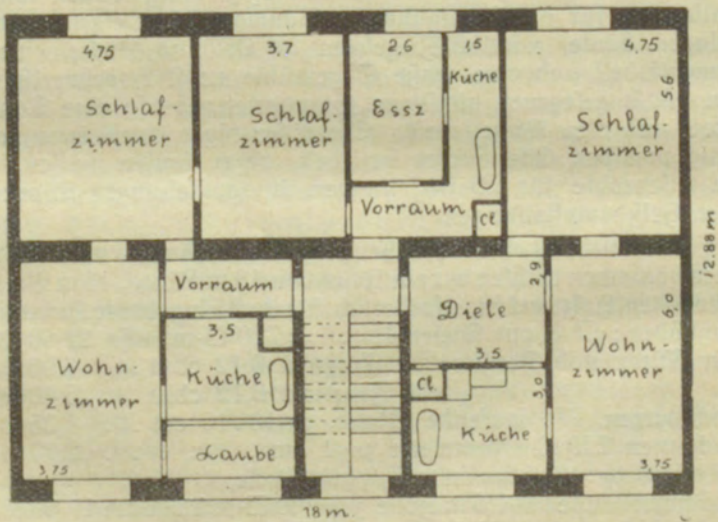 4,75
3,7
2,6
1,5
4,75
Schlaf-
zimmer
Schlaf-
zimmer
Essz
Küche
Schlaf-
zimmer
5,6
Vorraum
Cl.
12.88 m
Vorraum
3,5
Wohn-
zimmer
Küche
Laube
3,75
Diele
2,9
3,5
Cl.
3,0
Küche
6,0
Wohn-
zimmer
3,75
18 m.